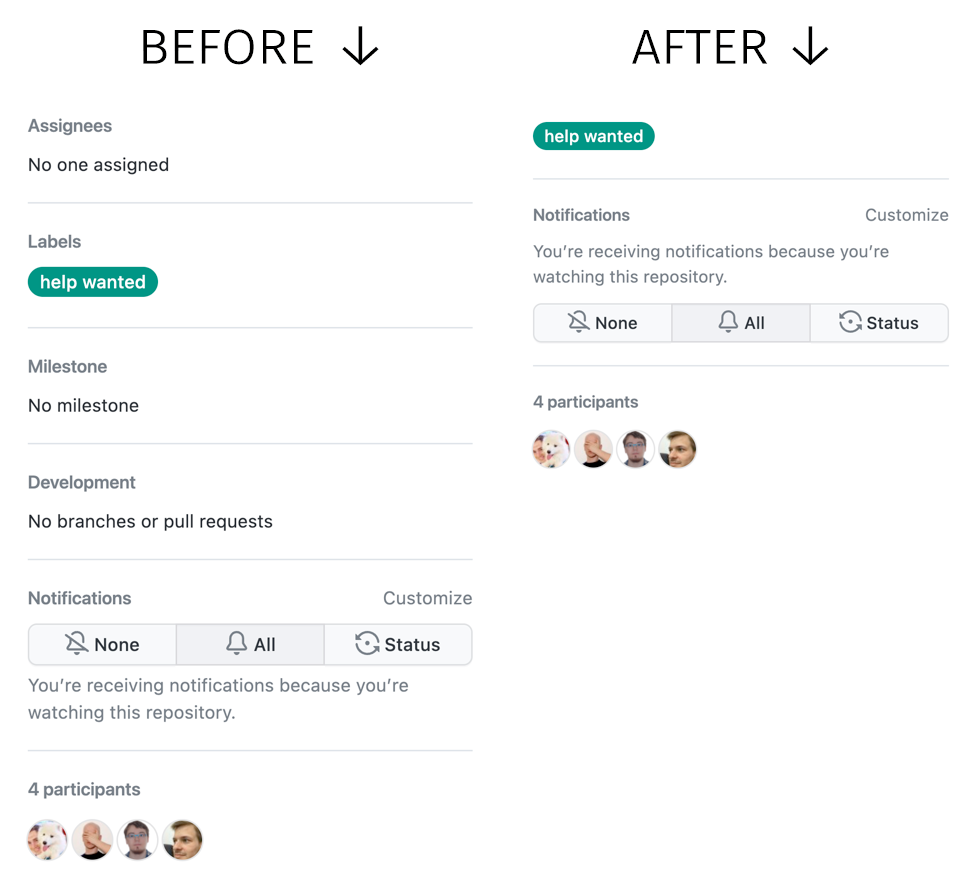 BEFORE ↓
Assignees
No one assigned
Labels
help wanted
Milestone
No milestone
Development
No branches or pull requests
Notifications Customize
None All Status
You’re receiving notifications because you’re
watching this repository.
4 participants
AFTER ↓
help wanted
Notifications Customize
You’re receiving notifications because you’re
watching this repository.
None All Status
4 participants